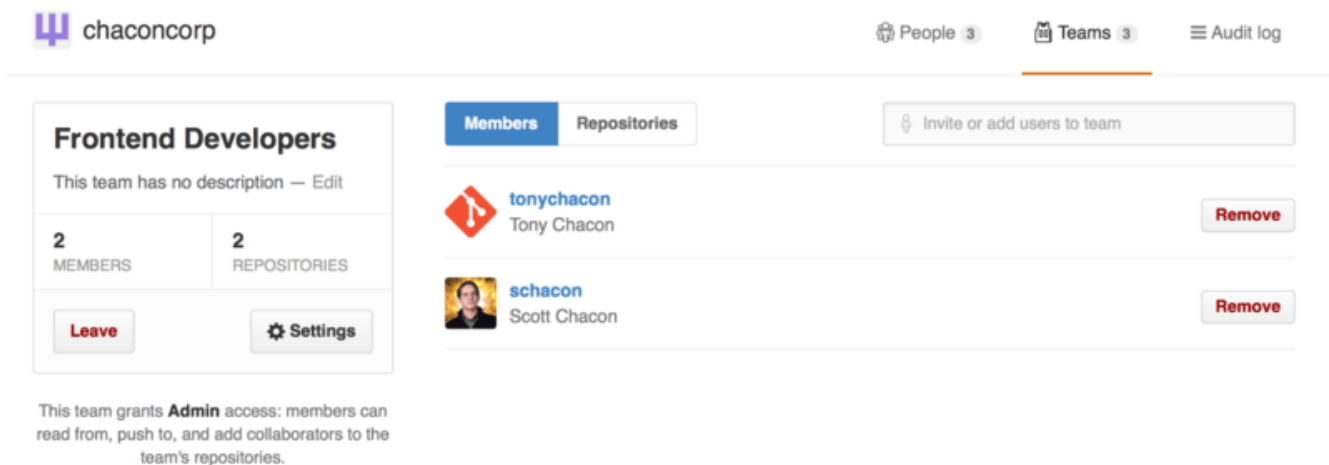 chaconcorp
People 3
Teams 3
Audit log
Frontend Developers
This team has no description — Edit
2
MEMBERS
2
REPOSITORIES
Leave
Settings
This team grants Admin access: members can
read from, push to, and add collaborators to the
team's repositories.
Members
Repositories
Invite or add users to team
tonychacon
Tony Chacon
Remove
schacon
Scott Chacon
Remove